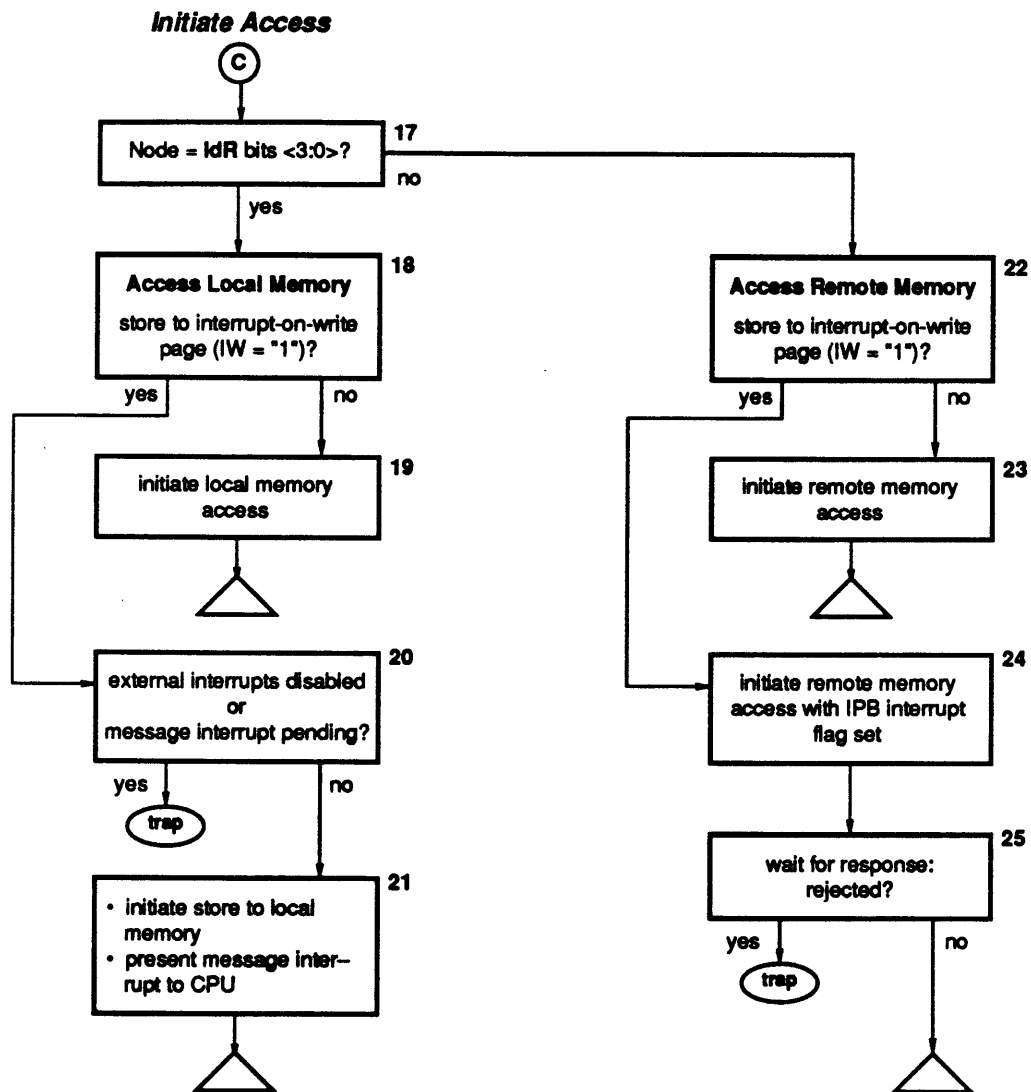 Initiate Access
C
17
Node = IdR bits <3:0>?
no
yes
18
Access Local Memory
store to interrupt-on-write
page (IW = "1")?
yes
no
19
initiate local memory
access
20
external interrupts disabled
or
message interrupt pending?
yes
no
trap
21
• initiate store to local
memory
• present message inter–
rupt to CPU
22
Access Remote Memory
store to interrupt-on-write
page (IW = "1")?
yes
no
23
initiate remote memory
access
24
initiate remote memory
access with IPB interrupt
flag set
25
wait for response:
rejected?
yes
no
trap